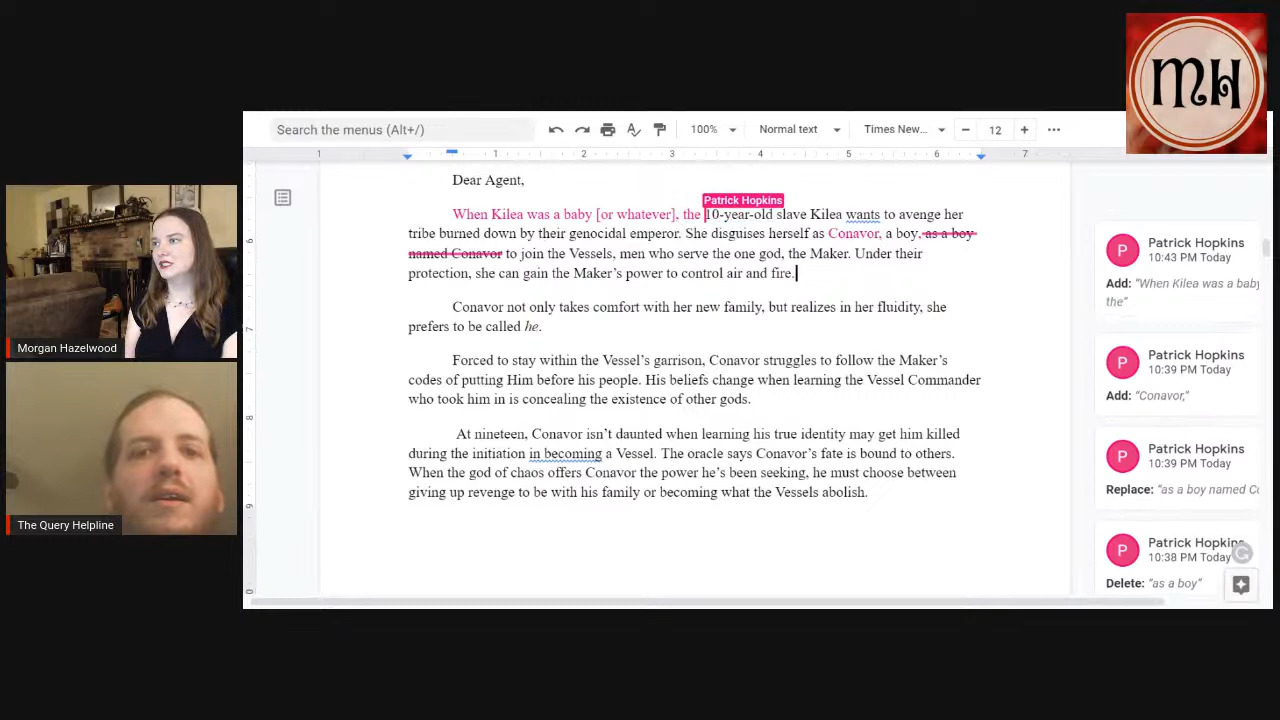 MH
Search the menus (Alt+/)
100%
Normal text
Times New...
12
1 1 2 3 4 5 6 7
Dear Agent,
Patrick Hopkins
When Kilea was a baby [or whatever], the 10-year-old slave Kilea wants to avenge her
tribe burned down by their genocidal emperor. She disguises herself as Conavor, a boy, as a boy
named Conavor to join the Vessels, men who serve the one god, the Maker. Under their
protection, she can gain the Maker's power to control air and fire.
Conavor not only takes comfort with her new family, but realizes in her fluidity, she
prefers to be called he.
Forced to stay within the Vessel's garrison, Conavor struggles to follow the Maker's
codes of putting Him before his people. His beliefs change when learning the Vessel Commander
who took him in is concealing the existence of other gods.
At nineteen, Conavor isn't daunted when learning his true identity may get him killed
during the initiation in becoming a Vessel. The oracle says Conavor's fate is bound to others.
When the god of chaos offers Conavor the power he's been seeking, he must choose between
giving up revenge to be with his family or becoming what the Vessels abolish.
6
7
8
9
P
Patrick Hopkins
10:43 PM Today
Add: "When Kilea was a baby
the"
P
Patrick Hopkins
10:39 PM Today
Add: "Conavor,"
P
Patrick Hopkins
10:39 PM Today
Replace: "as a boy named Co
P
Patrick Hopkins
10:38 PM Today
Delete: "as a boy"
Morgan Hazelwood
The Query Helpline